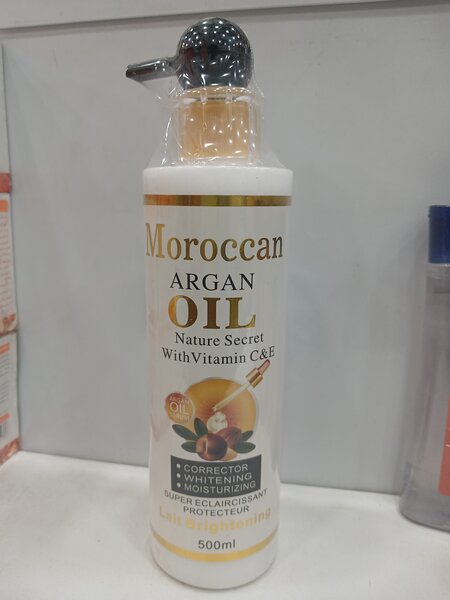 Moroccan
ARGAN
OIL
Nature Secret
With Vitamin C&E
ARGAN
OIL
• CORRECTOR
• WHITENING
• MOISTURIZING
SUPER ECLAIRCISSANT
PROTECTEUR
Lait Brightening
500ml